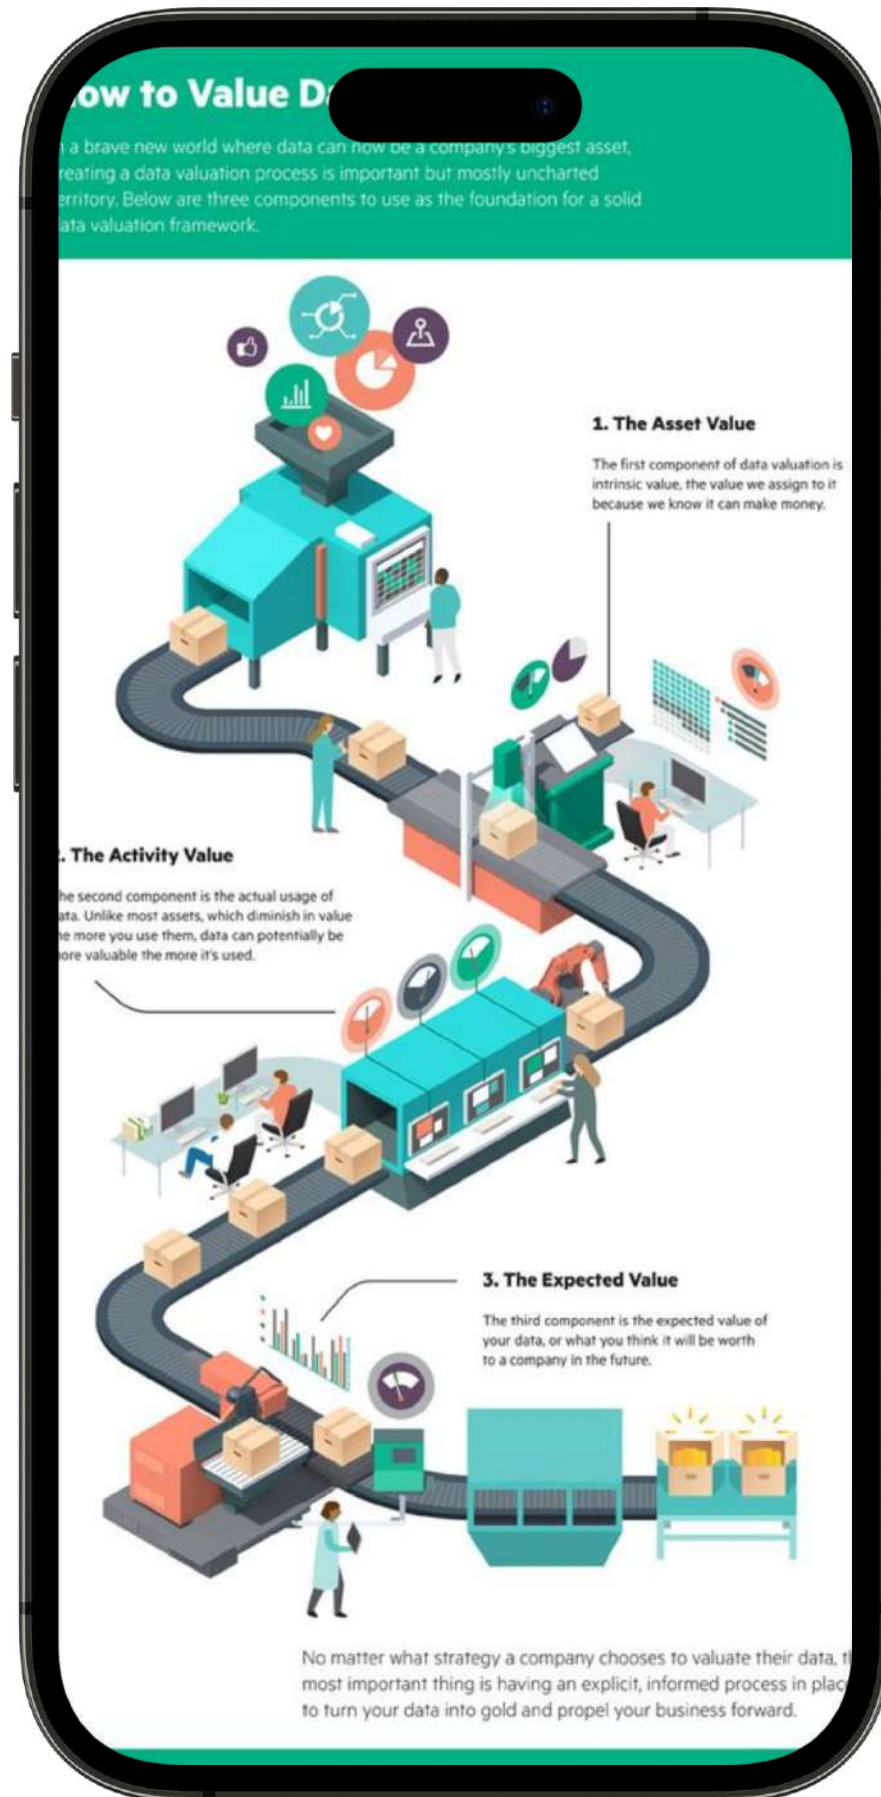 ow to Value Da
a brave new world where data can now be a company's biggest asset,
reating a data valuation process is important but mostly uncharted
erritory. Below are three components to use as the foundation for a solid
ata valuation framework.
1. The Asset Value
The first component of data valuation is
intrinsic value, the value we assign to it
because we know it can make money.
. The Activity Value
he second component is the actual usage of
ata. Unlike most assets, which diminish in value
he more you use them, data can potentially be
ore valuable the more it's used.
3. The Expected Value
The third component is the expected value of
your data, or what you think it will be worth
to a company in the future.
No matter what strategy a company chooses to valuate their data, t
most important thing is having an explicit, informed process in plac
to turn your data into gold and propel your business forward.